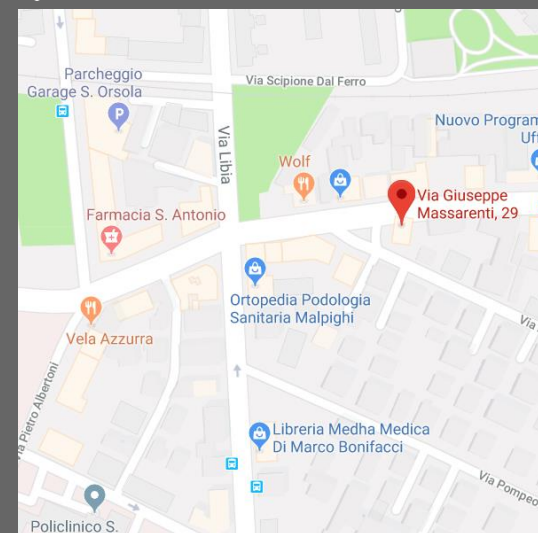 Parcheggio
Garage S. Orsola
P
Via Scipione Dal Ferro
Via Libia
Nuovo Program
Uf
Wolf
Via Giuseppe
Massarenti, 29
Farmacia S. Antonio
Ortopedia Podologia
Sanitaria Malpighi
Vela Azzurra
Via
Via Pietro Albertoni
Libreria Medha Medica
Di Marco Bonifacci
Via Pompeo
Policlinico S.